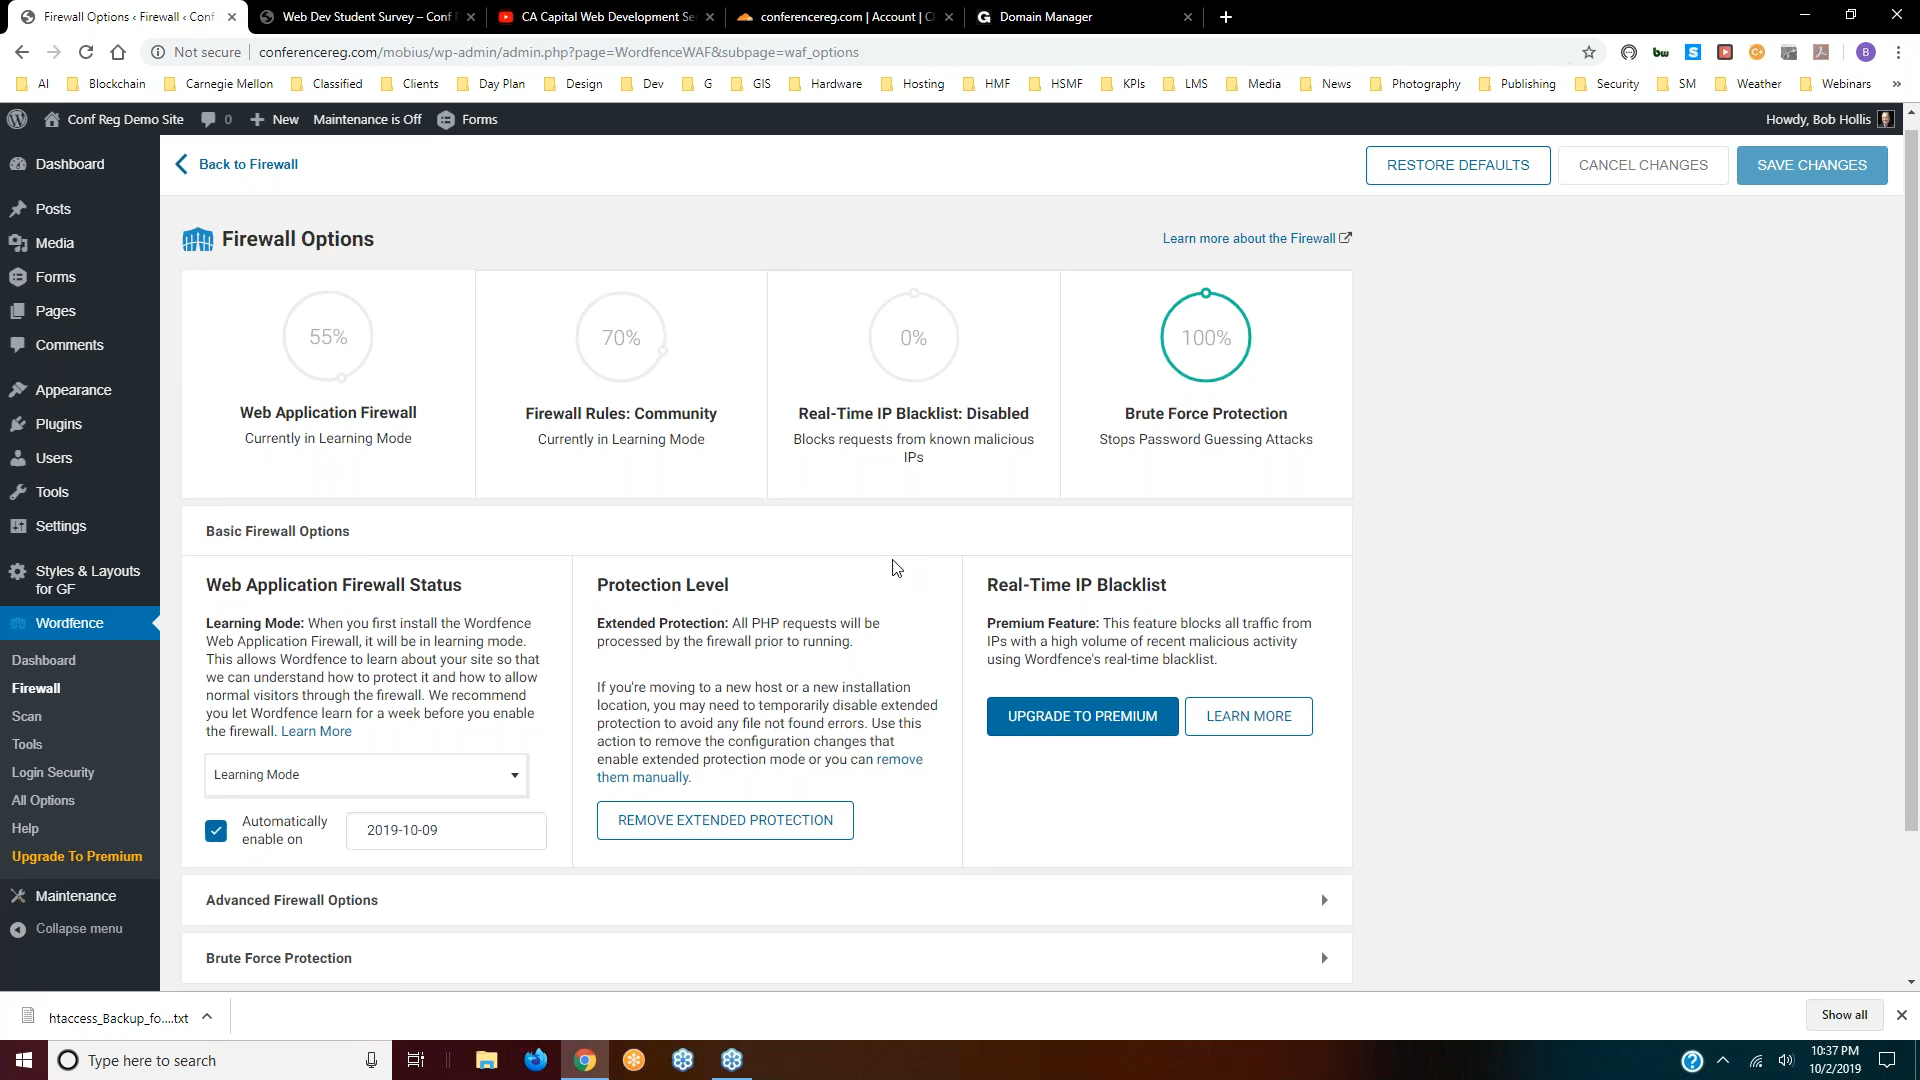 Firewall Options ‹ Firewall ‹ Conf
Web Dev Student Survey – Conf
CA Capital Web Development Se
conferencereg.com | Account | C
Domain Manager
Not secure
conferencereg.com/mobius/wp-admin/admin.php?page=WordfenceWAF&subpage=waf_options
AI
Blockchain
Carnegie Mellon
Classified
Clients
Day Plan
Design
Dev
G
GIS
Hardware
Hosting
HMF
HSMF
KPIs
LMS
Media
News
Photography
Publishing
Security
SM
Weather
Webinars
»
Conf Reg Demo Site
0
New
Maintenance is Off
Forms
Howdy, Bob Hollis
Dashboard
Posts
Media
Forms
Pages
Comments
Appearance
Plugins
Users
Tools
Settings
Styles & Layouts
for GF
Wordfence
Dashboard
Firewall
Scan
Tools
Login Security
All Options
Help
Upgrade To Premium
Maintenance
Collapse menu
Back to Firewall
RESTORE DEFAULTS
CANCEL CHANGES
SAVE CHANGES
Firewall Options
Learn more about the Firewall
55%
Web Application Firewall
Currently in Learning Mode
70%
Firewall Rules: Community
Currently in Learning Mode
0%
Real-Time IP Blacklist: Disabled
Blocks requests from known malicious
IPs
100%
Brute Force Protection
Stops Password Guessing Attacks
Basic Firewall Options
Web Application Firewall Status
Learning Mode: When you first install the Wordfence
Web Application Firewall, it will be in learning mode.
This allows Wordfence to learn about your site so that
we can understand how to protect it and how to allow
normal visitors through the firewall. We recommend
you let Wordfence learn for a week before you enable
the firewall. Learn More
Learning Mode
Automatically
enable on
2019-10-09
Protection Level
Extended Protection: All PHP requests will be
processed by the firewall prior to running.
If you're moving to a new host or a new installation
location, you may need to temporarily disable extended
protection to avoid any file not found errors. Use this
action to remove the configuration changes that
enable extended protection mode or you can remove
them manually.
REMOVE EXTENDED PROTECTION
Real-Time IP Blacklist
Premium Feature: This feature blocks all traffic from
IPs with a high volume of recent malicious activity
using Wordfence's real-time blacklist.
UPGRADE TO PREMIUM
LEARN MORE
Advanced Firewall Options
Brute Force Protection
htaccess_Backup_fo....txt
Show all
Type here to search
10:37 PM
10/2/2019